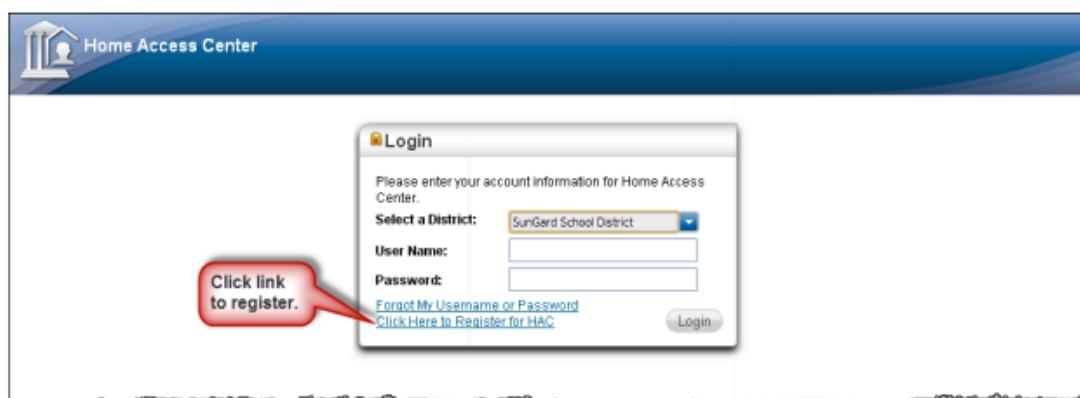 Home Access Center
Login
Please enter your account information for Home Access
Center.
Select a District: SunGard School District
User Name:
Password:
Click link
to register.
Forgot My Username or Password
Click Here to Register for HAC
Login